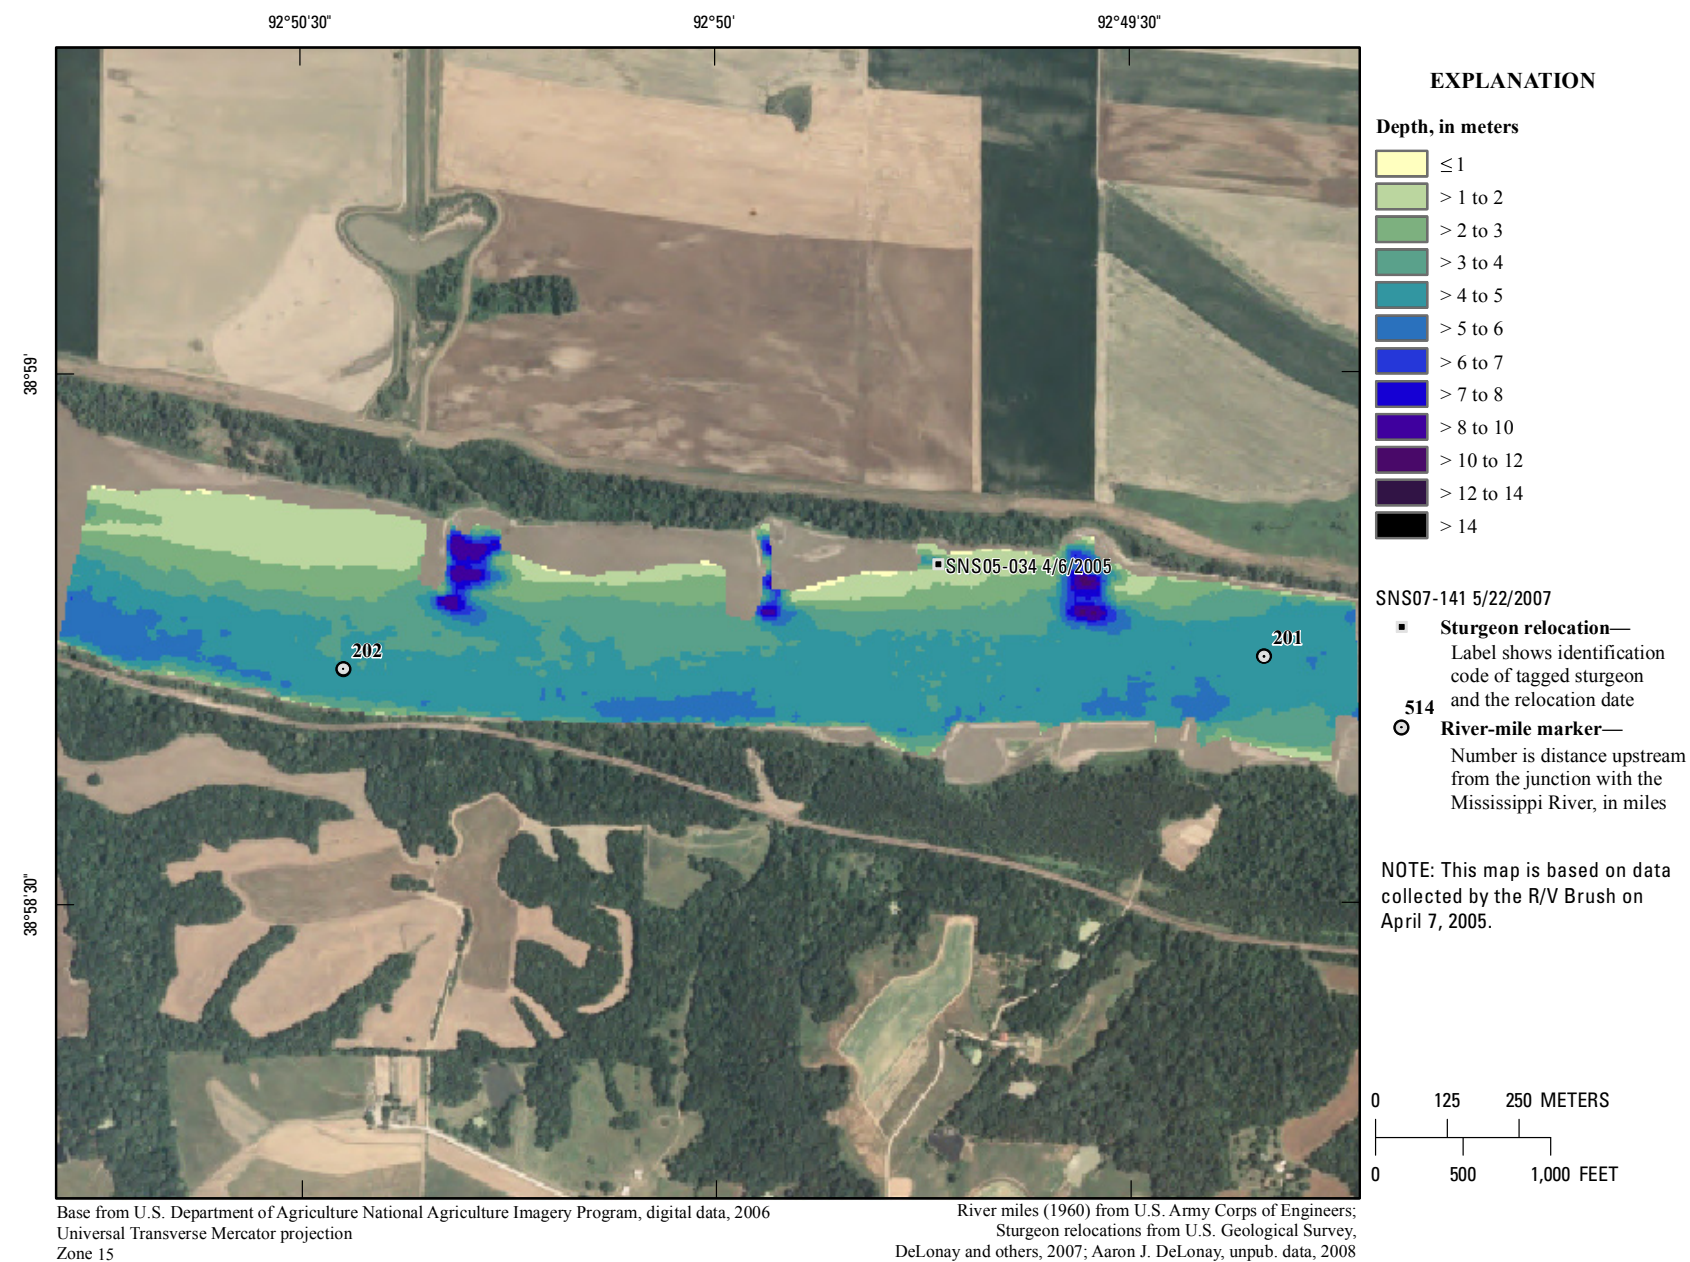 92°50'30"
92°50'
92°49'30"
38°59'
38°58'30"
SNS05-034 4/6/2005
202
201
EXPLANATION
Depth, in meters
≤ 1
> 1 to 2
> 2 to 3
> 3 to 4
> 4 to 5
> 5 to 6
> 6 to 7
> 7 to 8
> 8 to 10
> 10 to 12
> 12 to 14
> 14
SNS07-141 5/22/2007
Sturgeon relocation—
Label shows identification
code of tagged sturgeon
and the relocation date
514
River-mile marker—
Number is distance upstream
from the junction with the
Mississippi River, in miles
NOTE: This map is based on data
collected by the R/V Brush on
April 7, 2005.
0 125 250 METERS
0 500 1,000 FEET
Base from U.S. Department of Agriculture National Agriculture Imagery Program, digital data, 2006
Universal Transverse Mercator projection
Zone 15
River miles (1960) from U.S. Army Corps of Engineers;
Sturgeon relocations from U.S. Geological Survey,
DeLonay and others, 2007; Aaron J. DeLonay, unpub. data, 2008